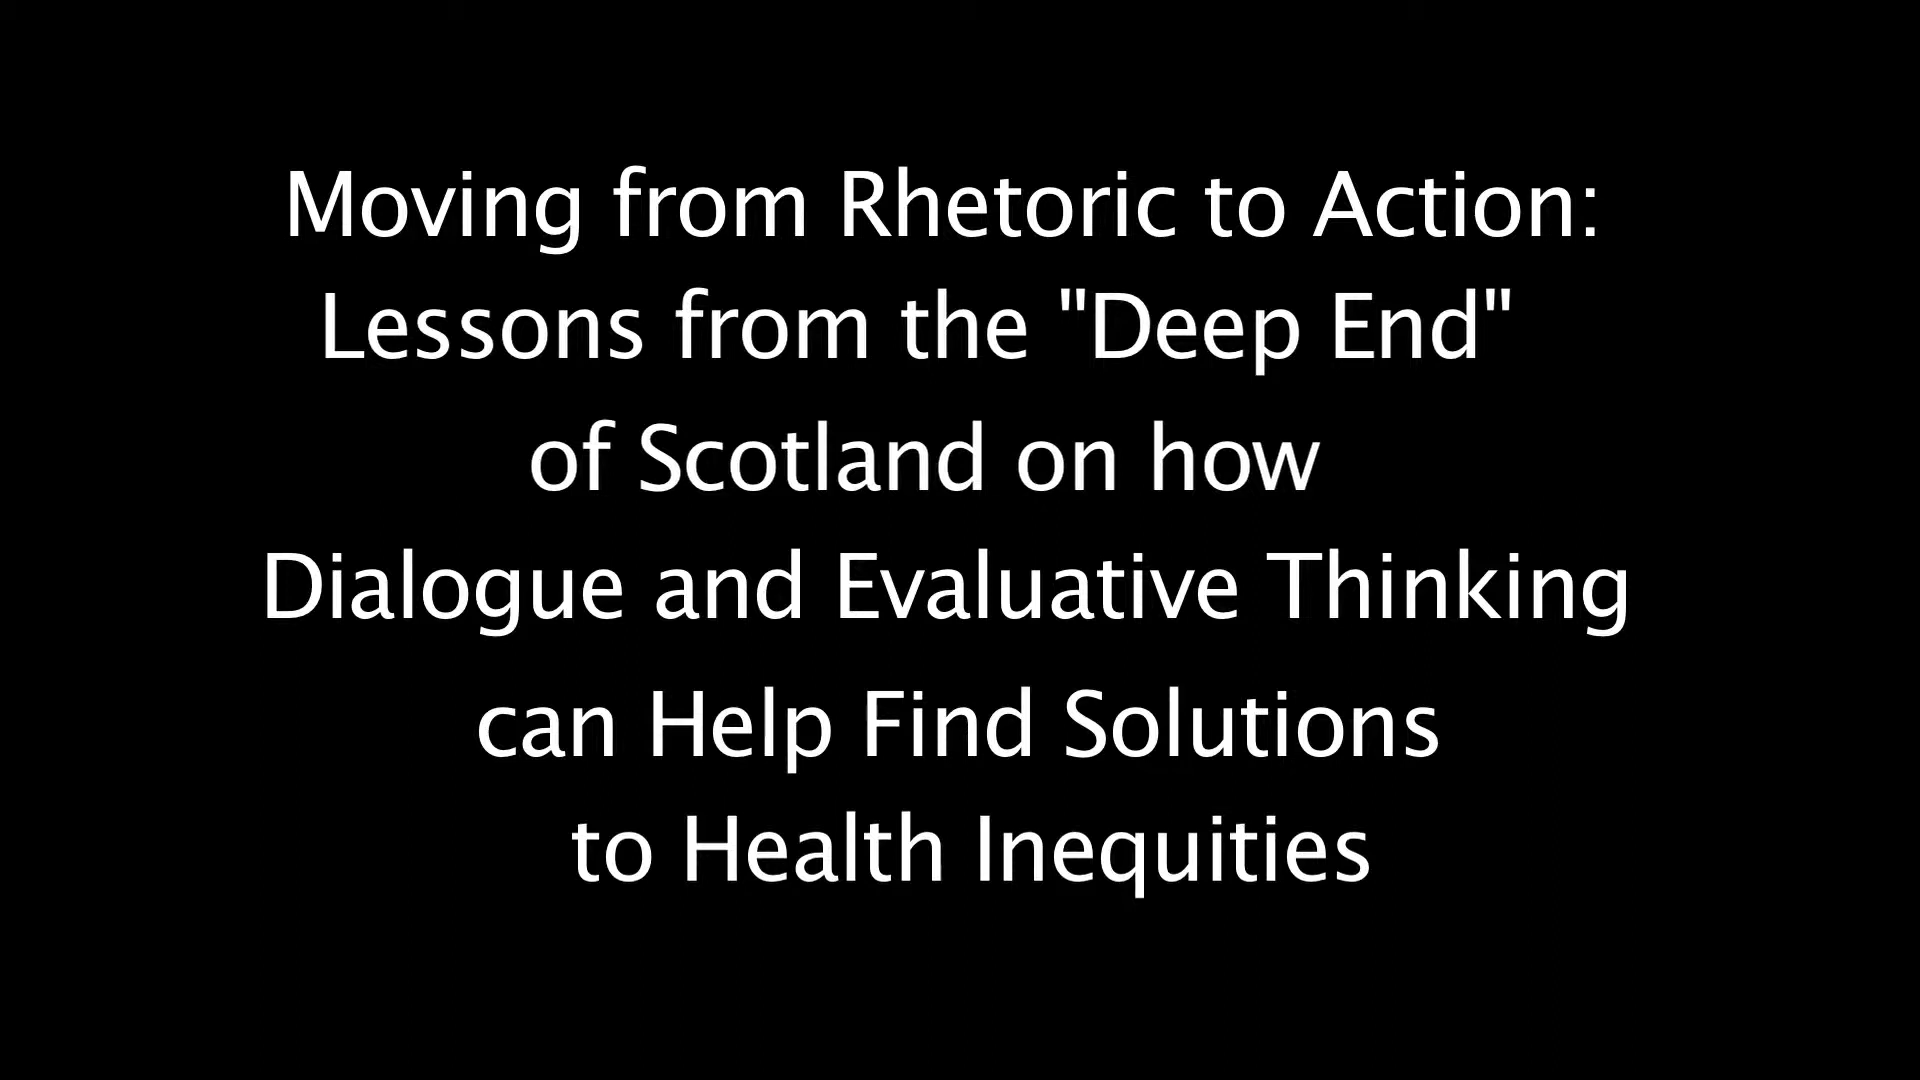 Moving from Rhetoric to Action:
Lessons from the "Deep End"
of Scotland on how
Dialogue and Evaluative Thinking
can Help Find Solutions
to Health Inequities